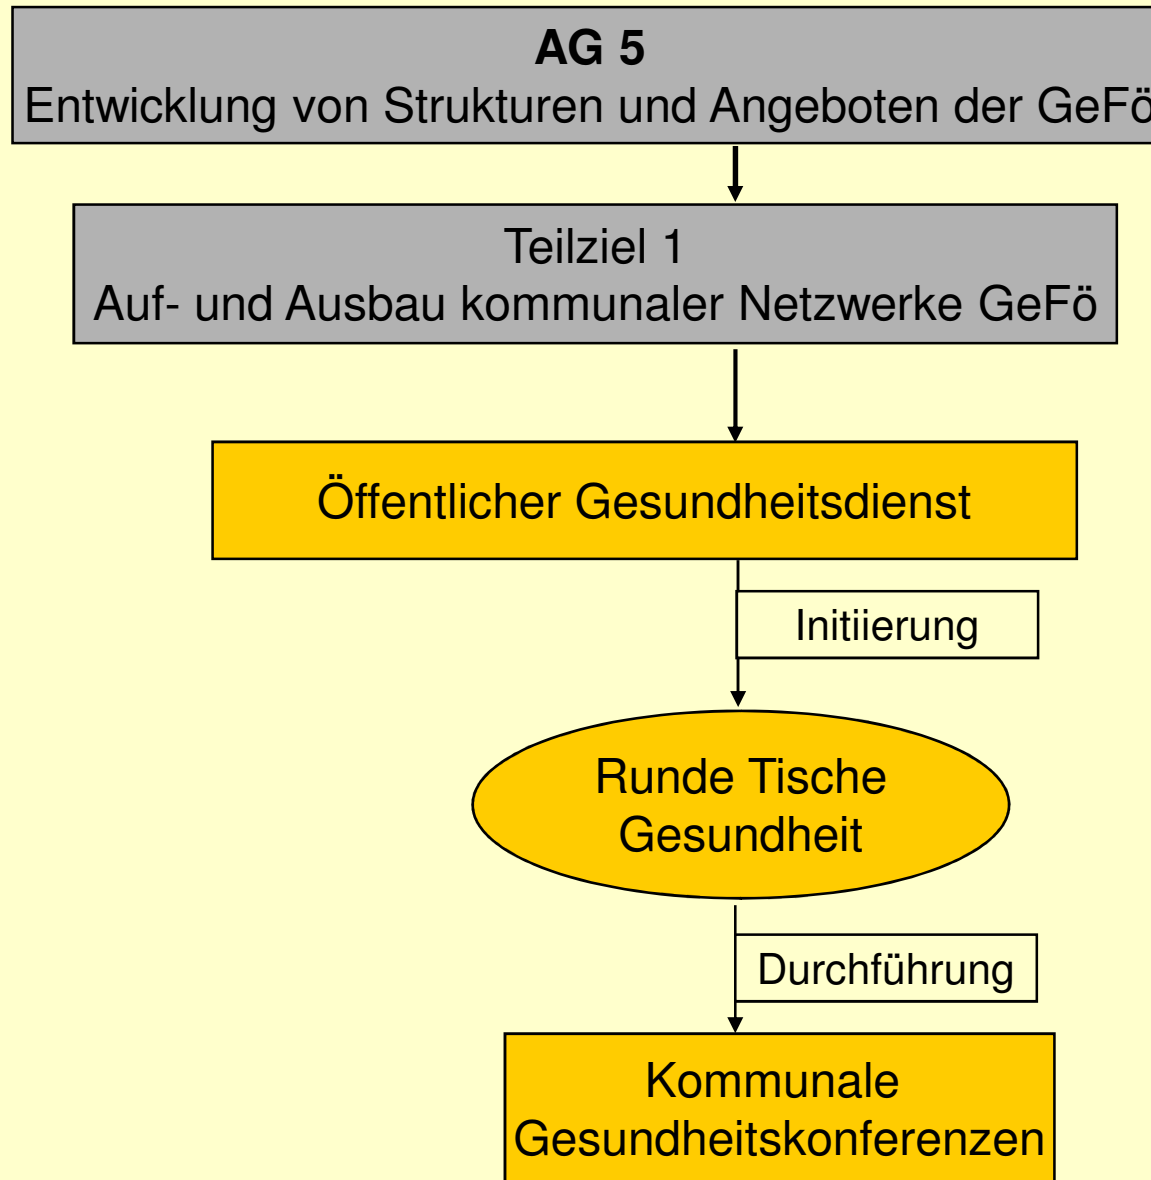 AG 5
Entwicklung von Strukturen und Angeboten der GeFö
Teilziel 1
Auf- und Ausbau kommunaler Netzwerke GeFö
Öffentlicher Gesundheitsdienst
Initiierung
Runde Tische
Gesundheit
Durchführung
Kommunale
Gesundheitskonferenzen